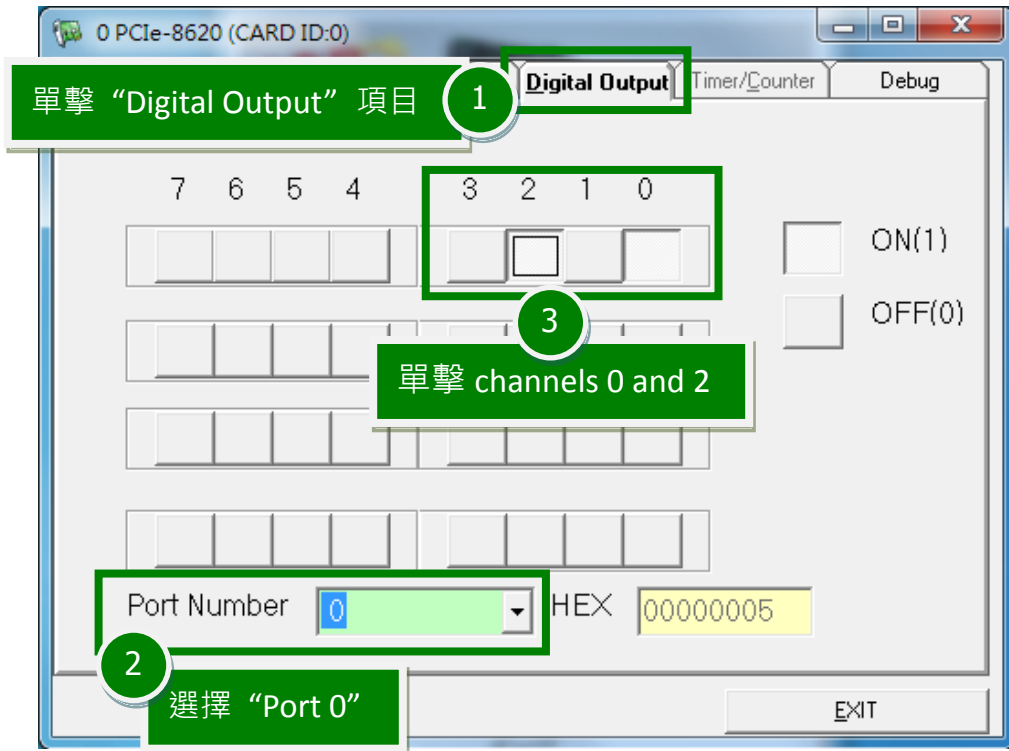 0 PCIe-8620 (CARD ID:0)
單擊 “Digital Output” 項目
1
Digital Output
Timer/Counter
Debug
7 6 5 4 3 2 1 0
ON(1)
OFF(0)
3
單擊 channels 0 and 2
Port Number 0 HEX 00000005
2
選擇 “Port 0”
EXIT